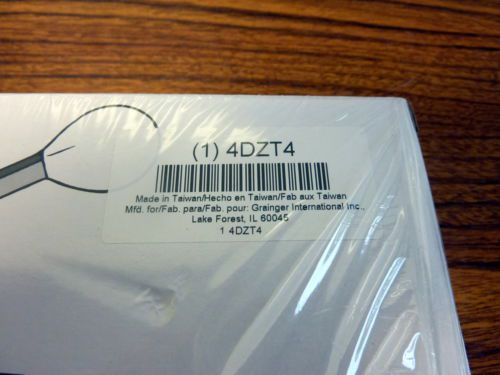 (1) 4DZT4
Made in Taiwan/Hecho en Taiwan/Fab aux Taiwan
Mfd. for/Fab. para/Fab. pour: Grainger International Inc.,
Lake Forest, IL 60045
1 4DZT4